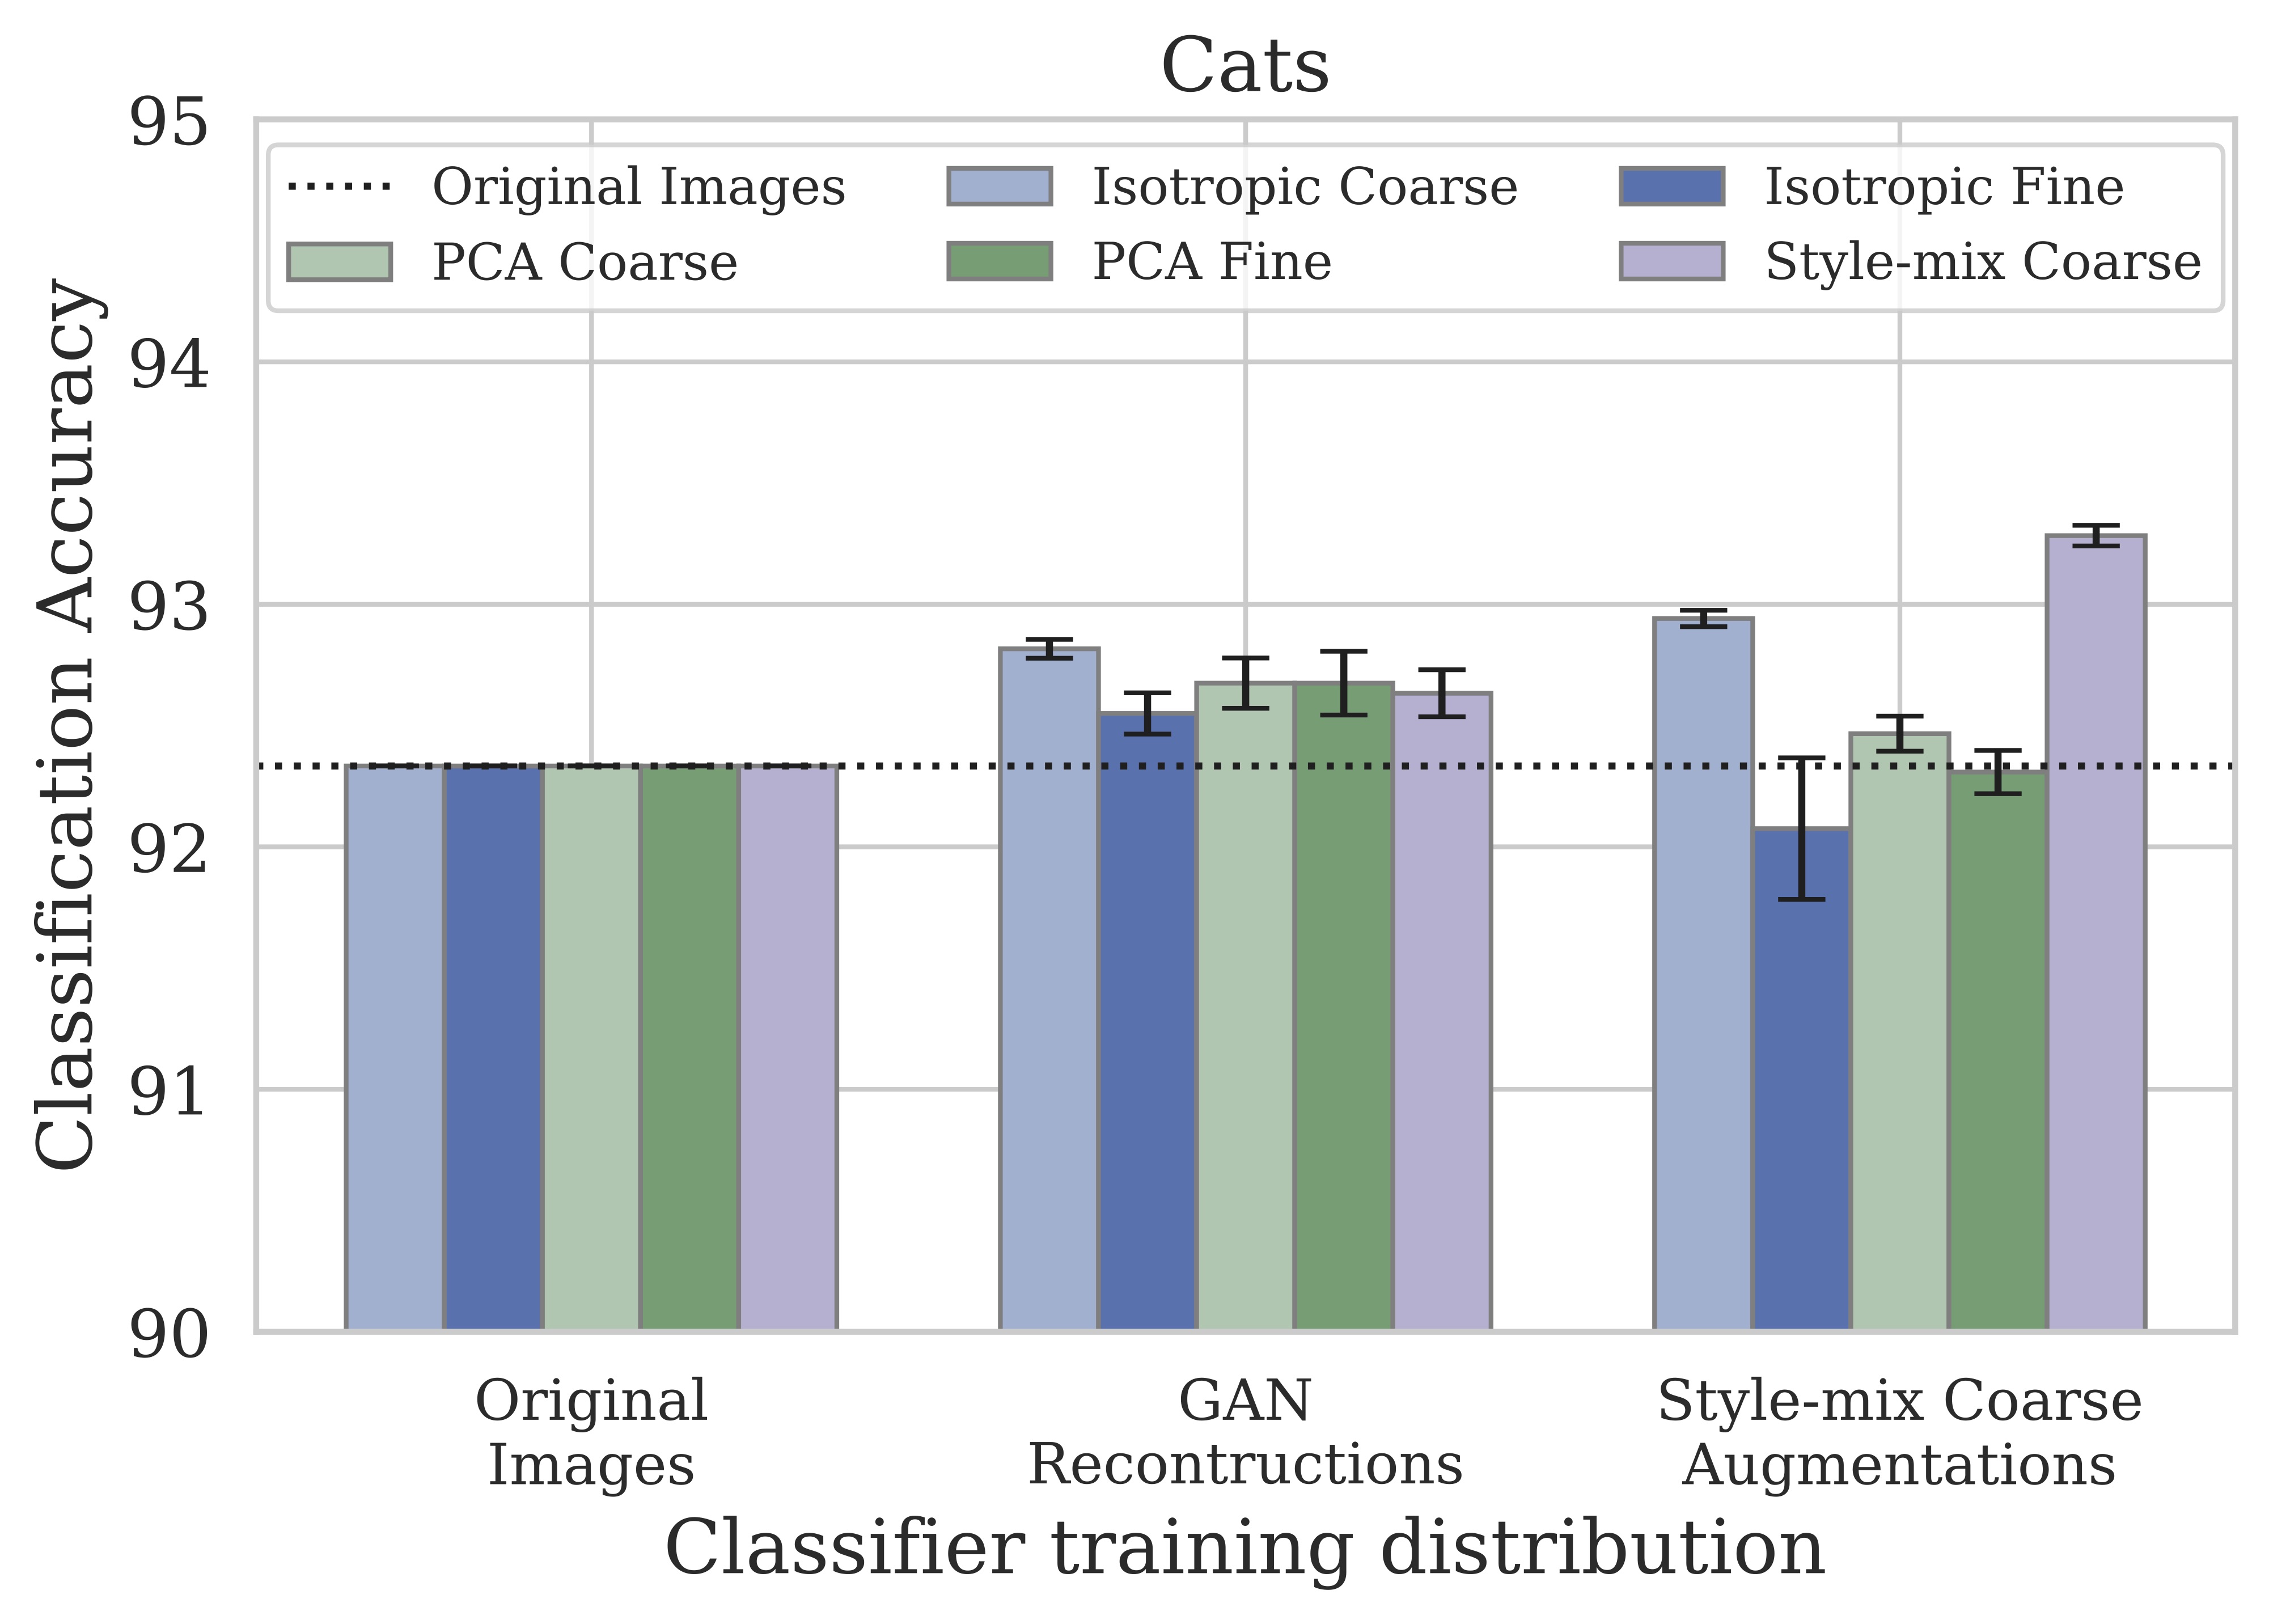 Cats
95
94
93
92
91
90
Classification Accuracy
Original Images
Isotropic Coarse
Isotropic Fine
PCA Coarse
PCA Fine
Style-mix Coarse
Original
Images
GAN
Recontructions
Style-mix Coarse
Augmentations
Classifier training distribution